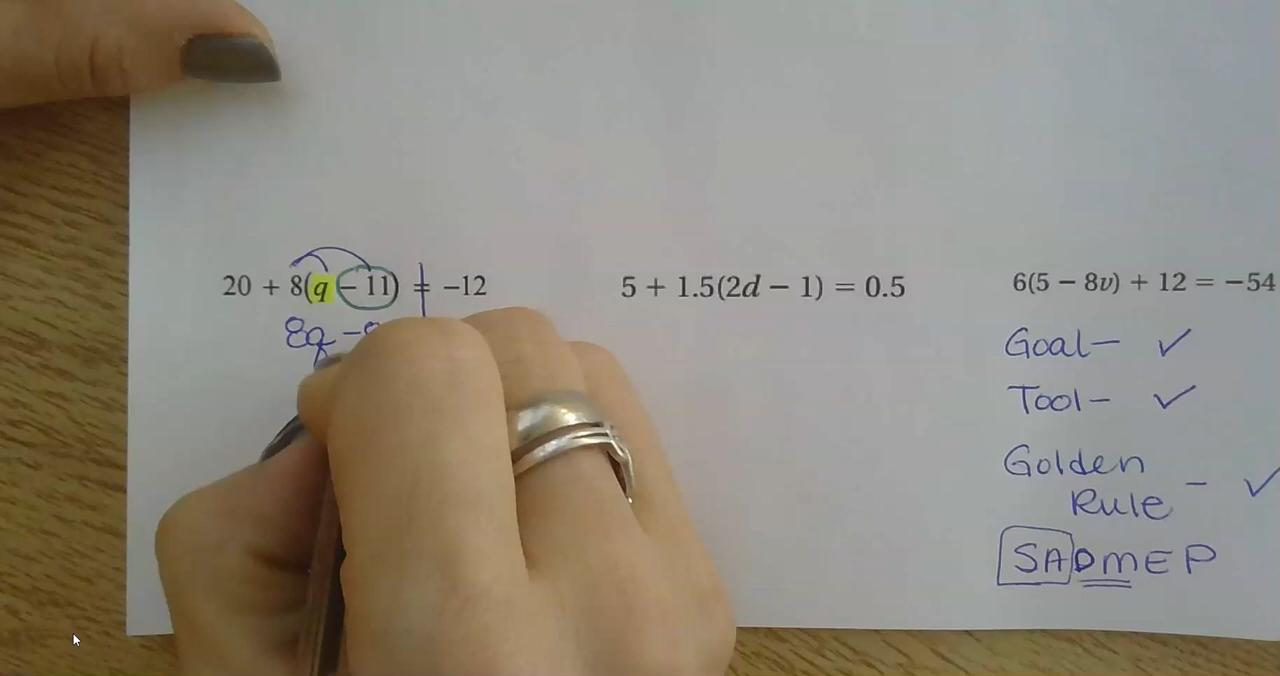 20 + 8(q − 11) = −12
5 + 1.5(2d − 1) = 0.5
6(5 − 8v) + 12 = −54
8q −
Goal− ✓
Tool− ✓
Golden
Rule − ✓
SADMEP